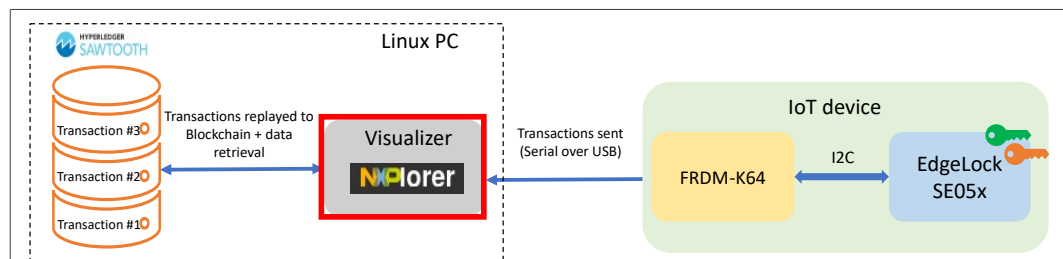 HYPERLEDGER
SAWTOOTH
Linux PC
Transaction #3
Transaction #2
Transaction #1
Transactions replayed to
Blockchain + data
retrieval
Visualizer
NXPlorer
Transactions sent
(Serial over USB)
IoT device
FRDM-K64
I2C
EdgeLock
SE05x